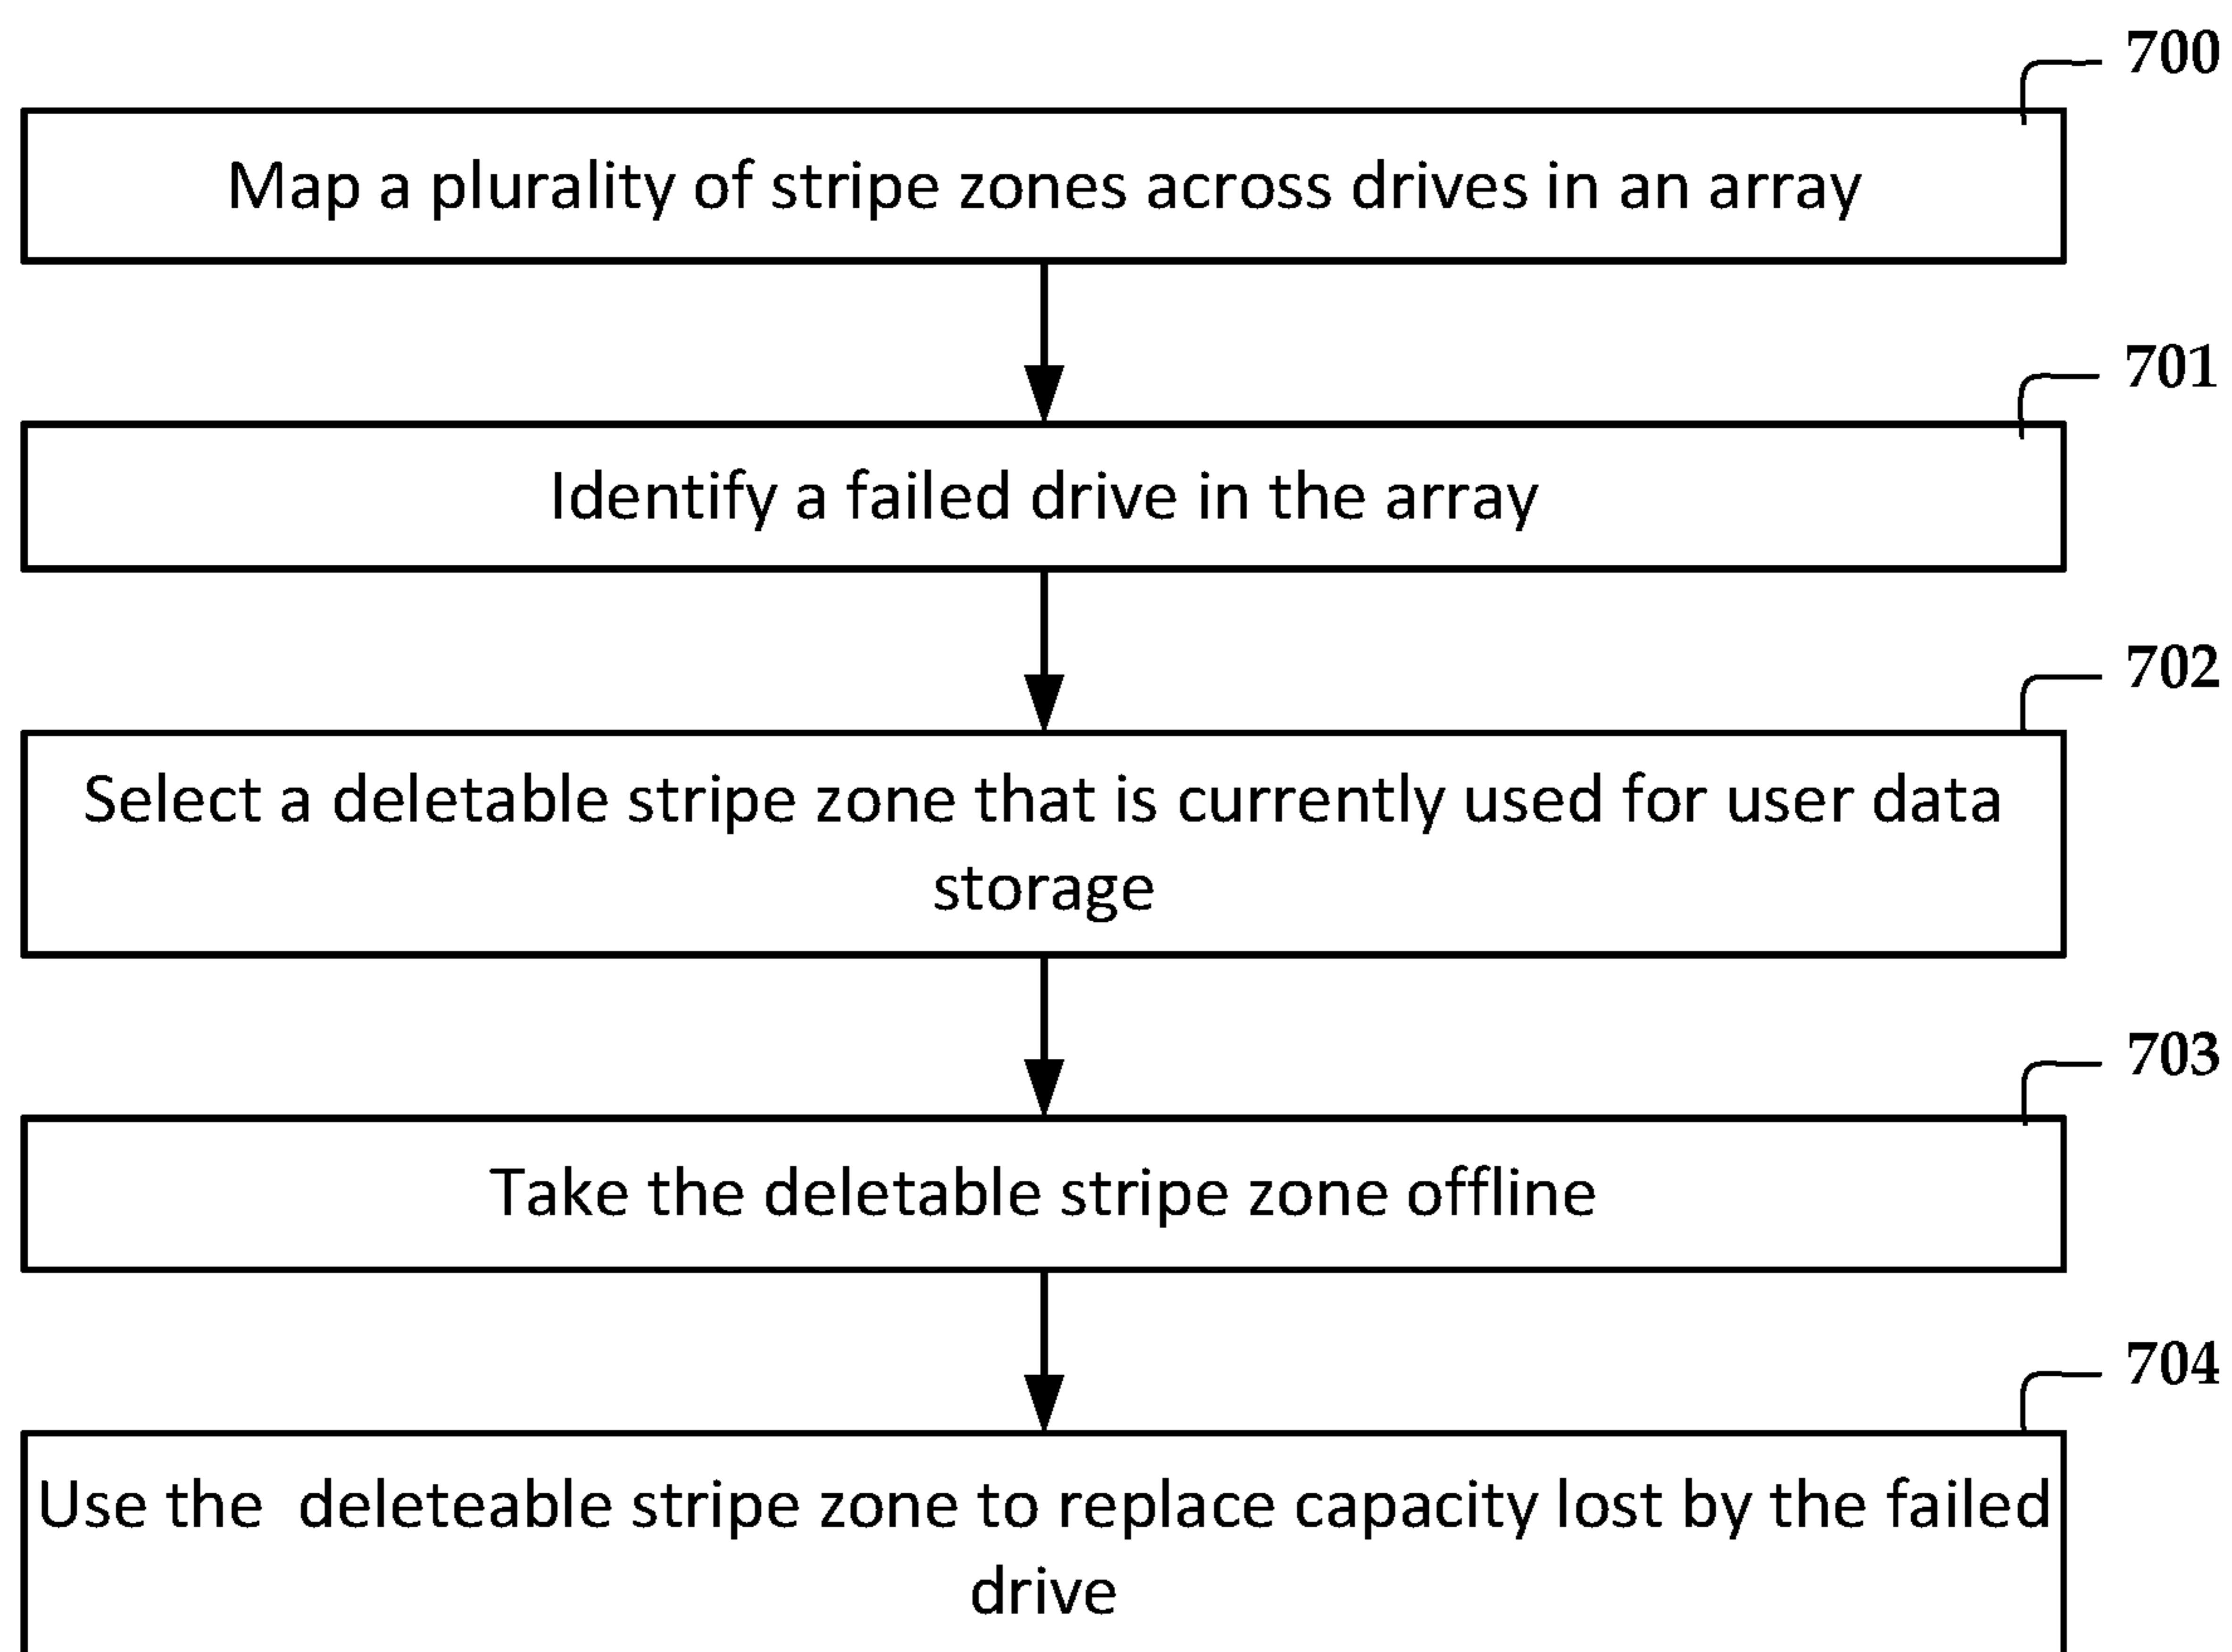 700
Map a plurality of stripe zones across drives in an array
701
Identify a failed drive in the array
702
Select a deletable stripe zone that is currently used for user data
storage
703
Take the deletable stripe zone offline
704
Use the  deleteable stripe zone to replace capacity lost by the failed
drive